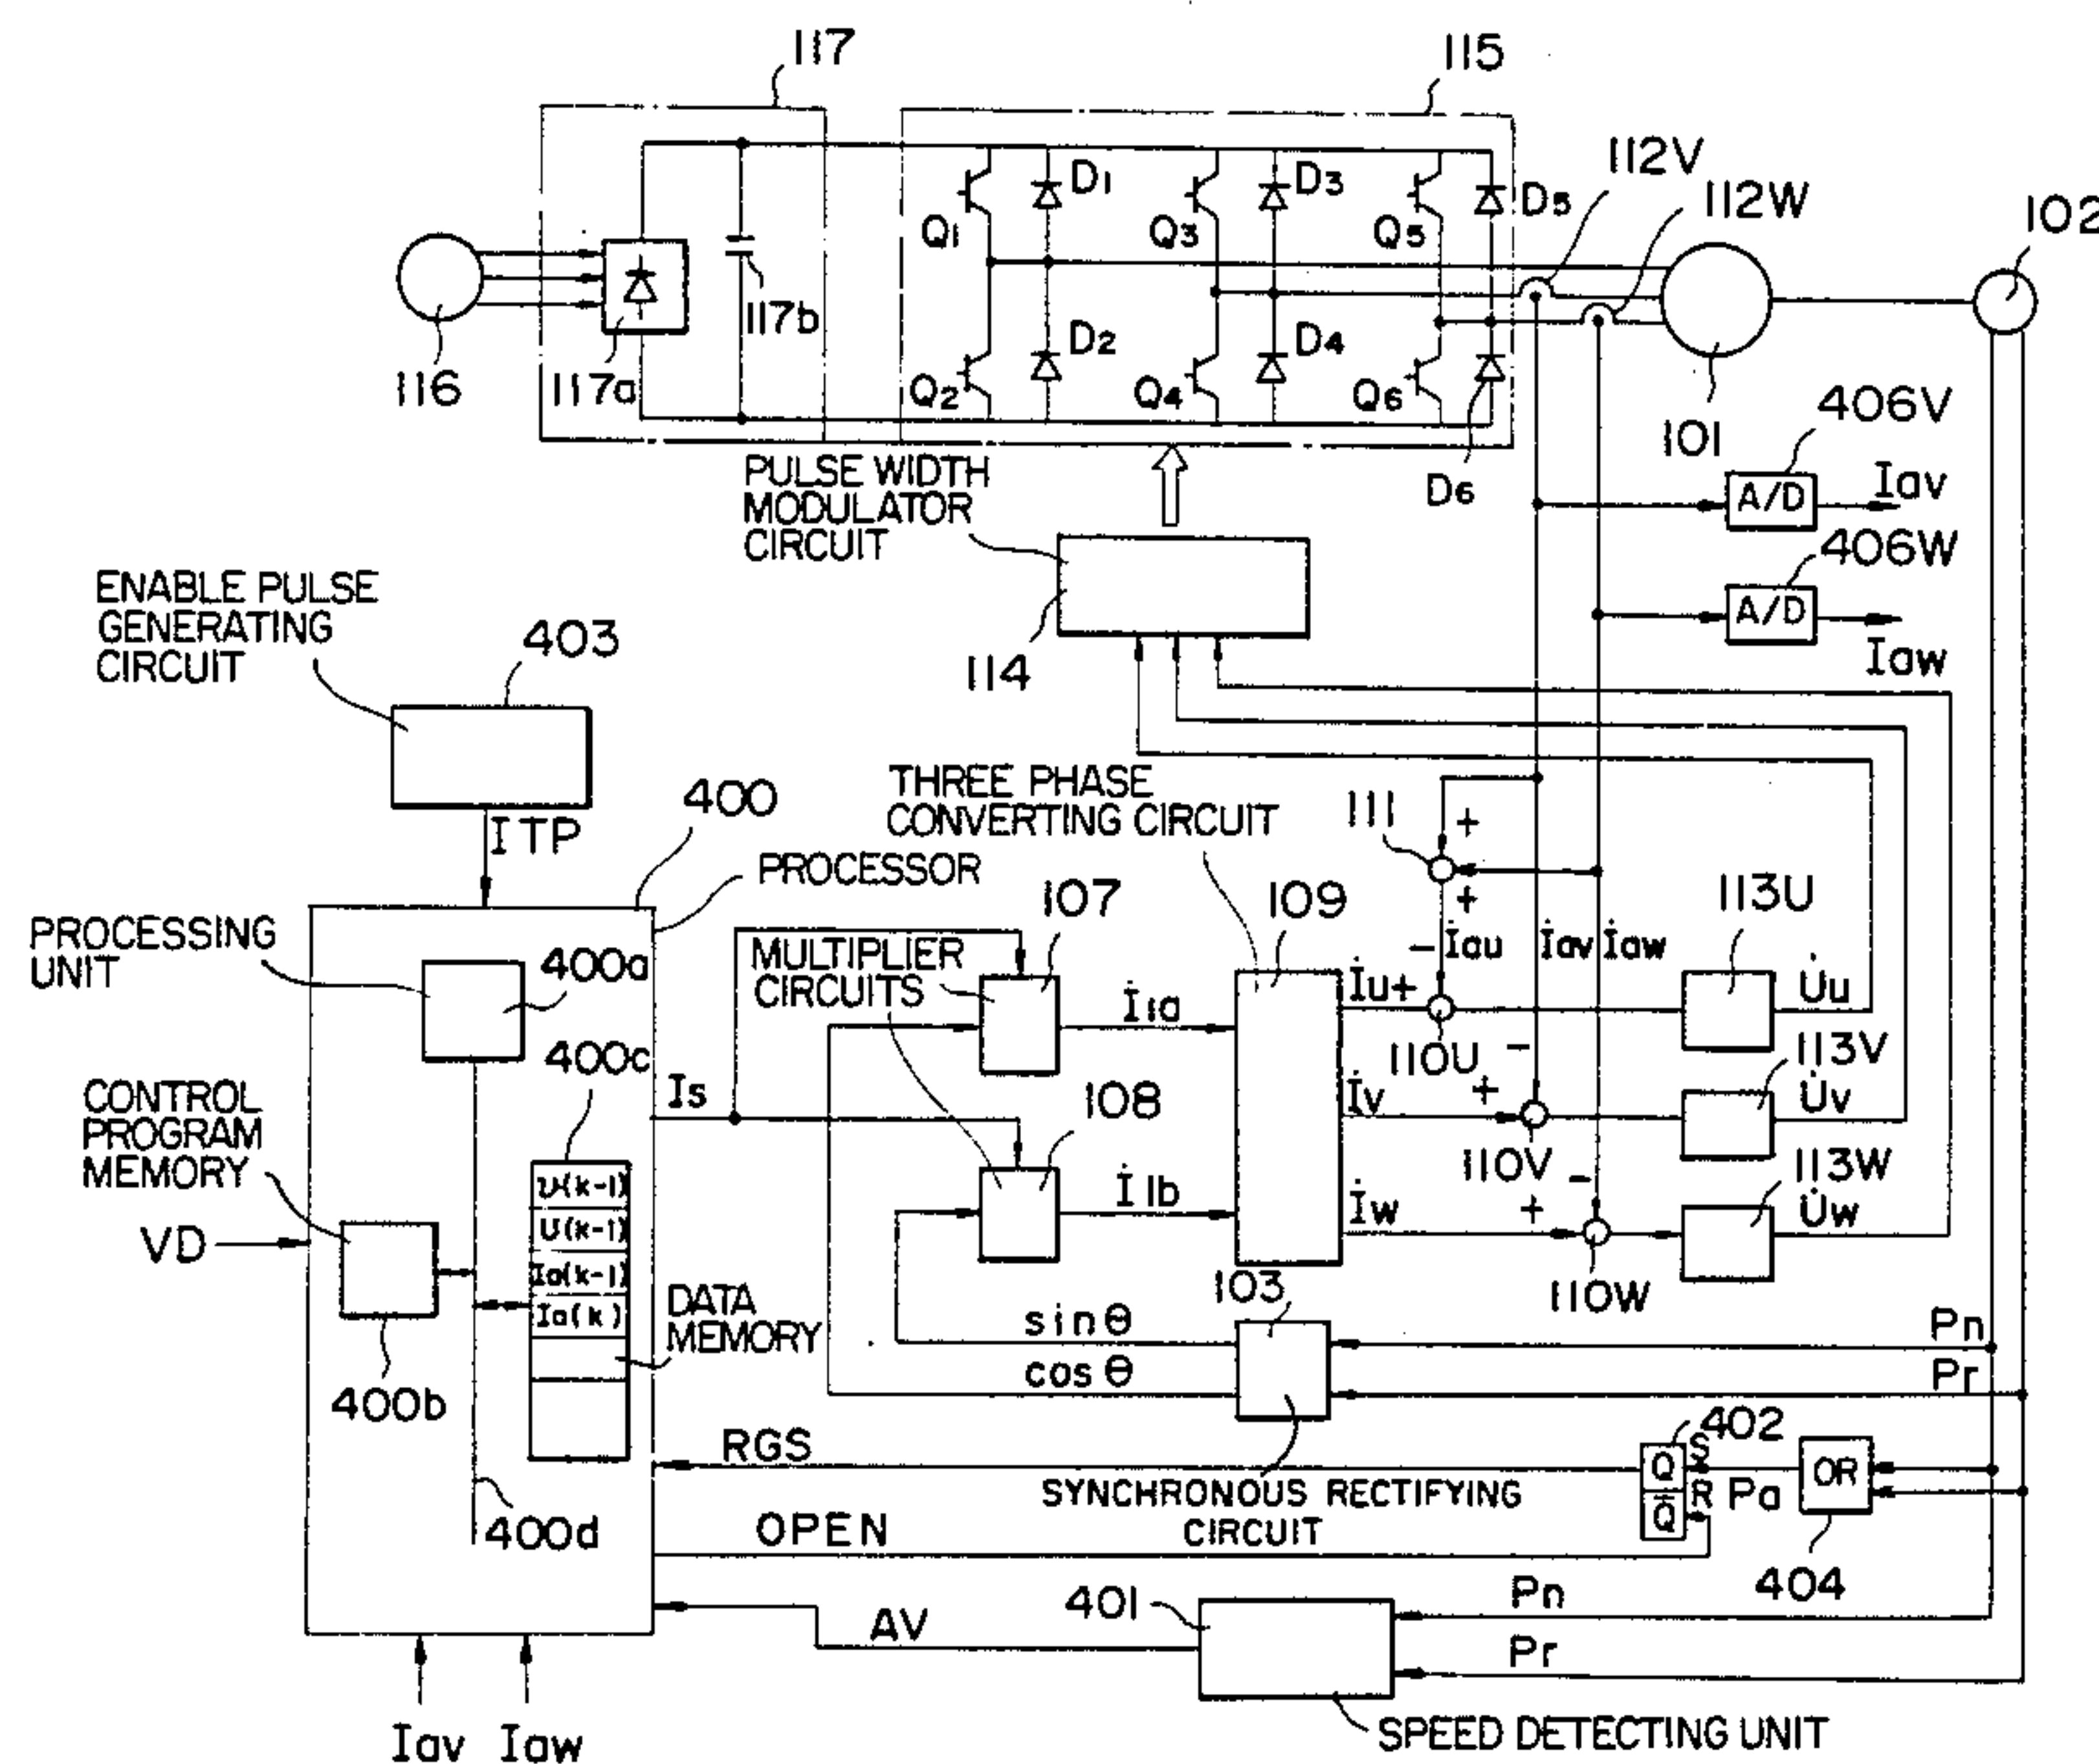 117
115
112V
112W
102
D1
D3
D5
Q1
Q3
Q5
117b
D2
D4
116
117a
Q2
Q4
Q6
101
D6
406V
A/D
Iav
406W
A/D
Iaw
PULSE WIDTH
MODULATOR
CIRCUIT
114
ENABLE PULSE
GENERATING
CIRCUIT
403
ITP
400
PROCESSOR
THREE PHASE
CONVERTING CIRCUIT
111
+
+
PROCESSING
UNIT
400a
107
109
113U
MULTIPLIER
CIRCUITS
- Iau
Iav
Iaw
I1a
Iu+
Uu
110U
-
113V
400c
CONTROL
PROGRAM
MEMORY
Is
108
Iv
+
Uv
110V
113W
-
υ(k-1)
U(k-1)
Ia(k-1)
Ia(k)
I1b
Iw
+
Uw
VD
110W
DATA
MEMORY
103
sinθ
cosθ
Pn
Pr
400b
402
RGS
Q
S
Q̄
R
Pa
OR
404
SYNCHRONOUS RECTIFYING
CIRCUIT
400d
OPEN
401
Pn
AV
Pr
SPEED DETECTING UNIT
Iav
Iaw